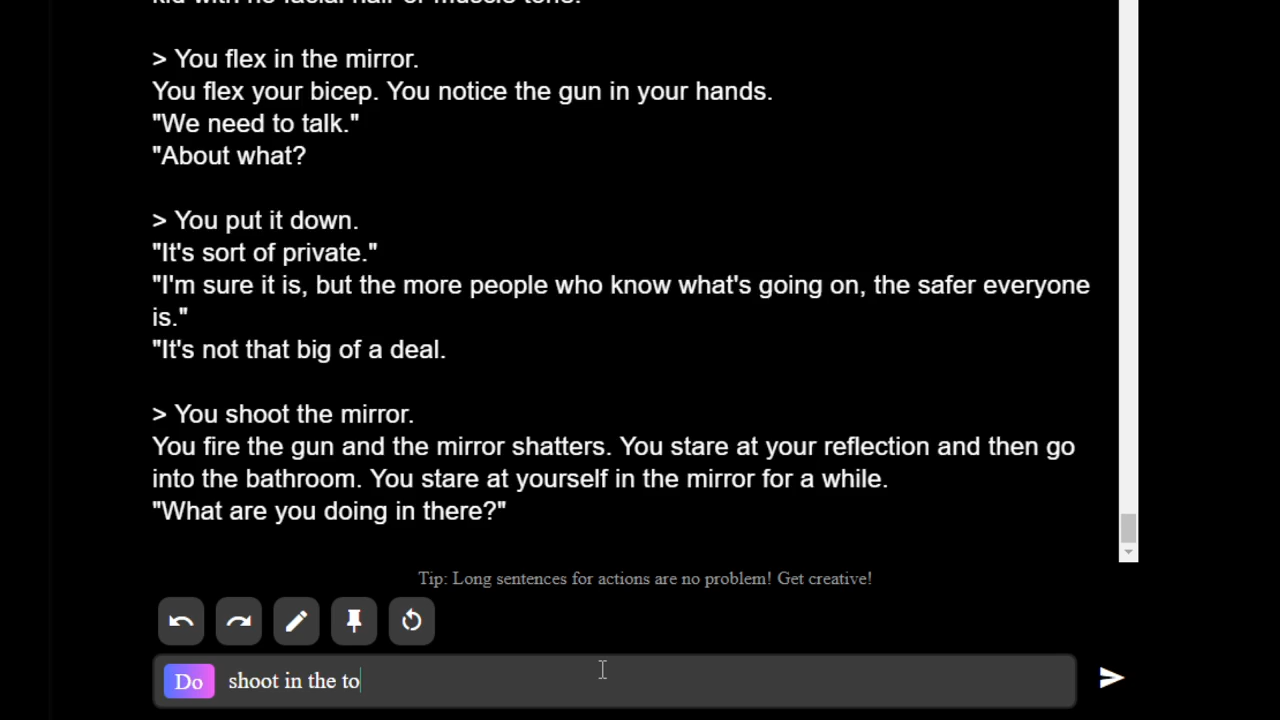 > You flex in the mirror.
You flex your bicep. You notice the gun in your hands.
"We need to talk."
"About what?
> You put it down.
"It's sort of private."
"I'm sure it is, but the more people who know what's going on, the safer everyone
is."
"It's not that big of a deal.
> You shoot the mirror.
You fire the gun and the mirror shatters. You stare at your reflection and then go
into the bathroom. You stare at yourself in the mirror for a while.
"What are you doing in there?"
Tip: Long sentences for actions are no problem! Get creative!
Do shoot in the to